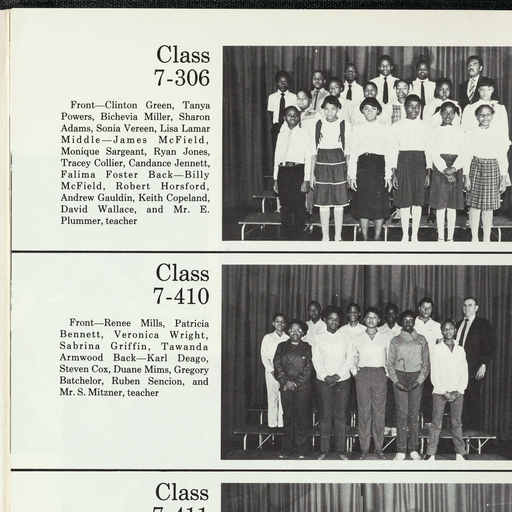 Class
7-306
Front—Clinton Green, Tanya
Powers, Bichevia Miller, Sharon
Adams, Sonia Vereen, Lisa Lamar
Middle—James McField,
Monique Sargeant, Ryan Jones,
Tracey Collier, Candance Jennett,
Falima Foster Back—Billy
McField, Robert Horsford,
Andrew Gauldin, Keith Copeland,
David Wallace, and Mr. E.
Plummer, teacher
Class
7-410
Front—Renee Mills, Patricia
Bennett, Veronica Wright,
Sabrina Griffin, Tawanda
Armwood Back—Karl Deago,
Steven Cox, Duane Mims, Gregory
Batchelor, Ruben Sencion, and
Mr. S. Mitzner, teacher
Class
7-411